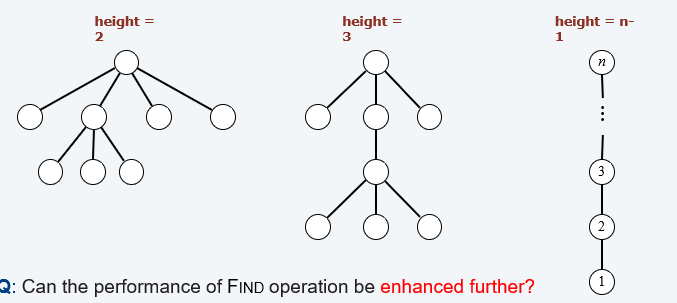 height =
2
height =
3
height = n-
1
n
⋮
3
2
1
Q: Can the performance of FIND operation be enhanced further?